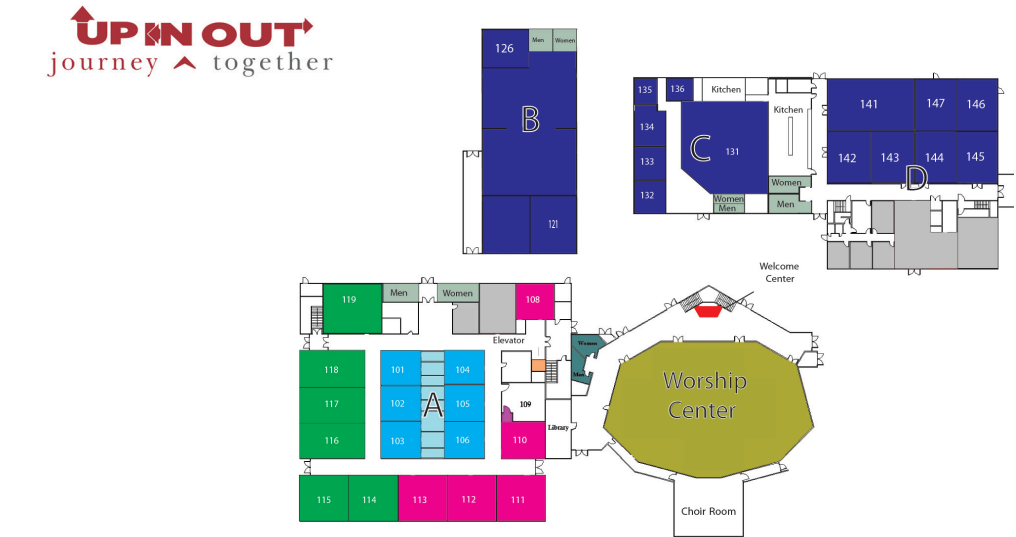 UP IN OUT
journey together
126
Men
Women
B
121
135
136
Kitchen
Kitchen
134
133
132
C
131
Women
Men
Women
Men
141
147
146
142
143
144
145
D
Welcome
Center
119
Men
Women
108
Elevator
118
117
116
101
102
103
A
104
105
106
109
110
Library
Women
Men
Worship
Center
115
114
113
112
111
Choir Room